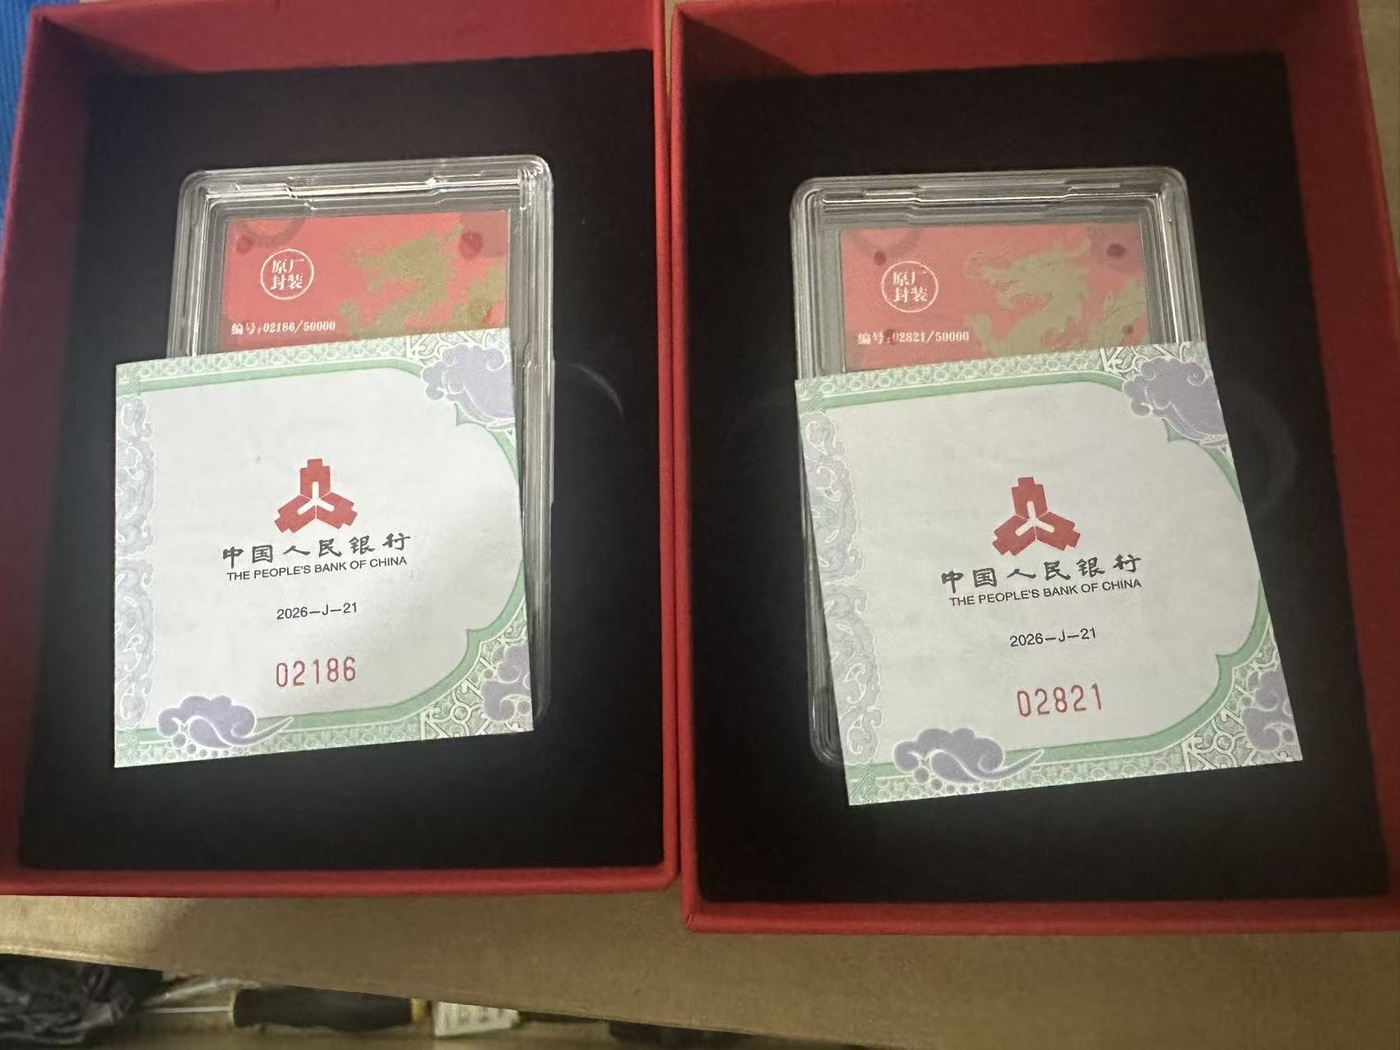 原厂
封装
编号:02186/50000
中国人民银行
THE PEOPLE'S BANK OF CHINA
2026-J-21
02186
原厂
封装
编号:02821/50000
中国人民银行
THE PEOPLE'S BANK OF CHINA
2026-J-21
02821